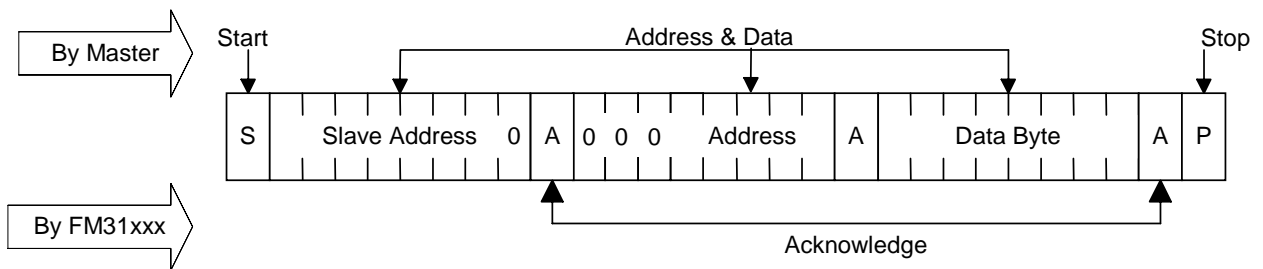 By Master
Start
Address & Data
Stop
S Slave Address 0 A 0 0 0 Address A Data Byte A P
By FM31xxx
Acknowledge